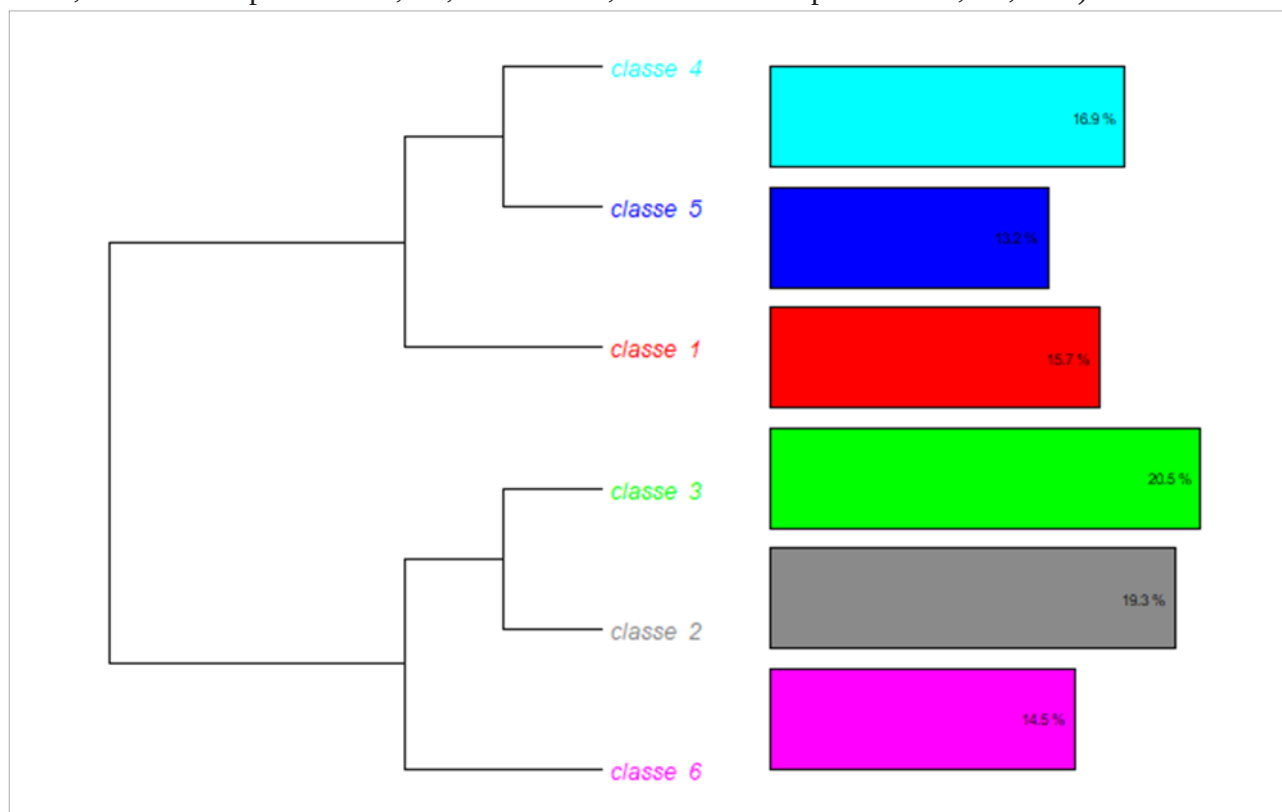 classe 4
16.9 %
classe 5
13.2 %
classe 1
15.7 %
classe 3
20.5 %
classe 2
19.3 %
classe 6
14.5 %